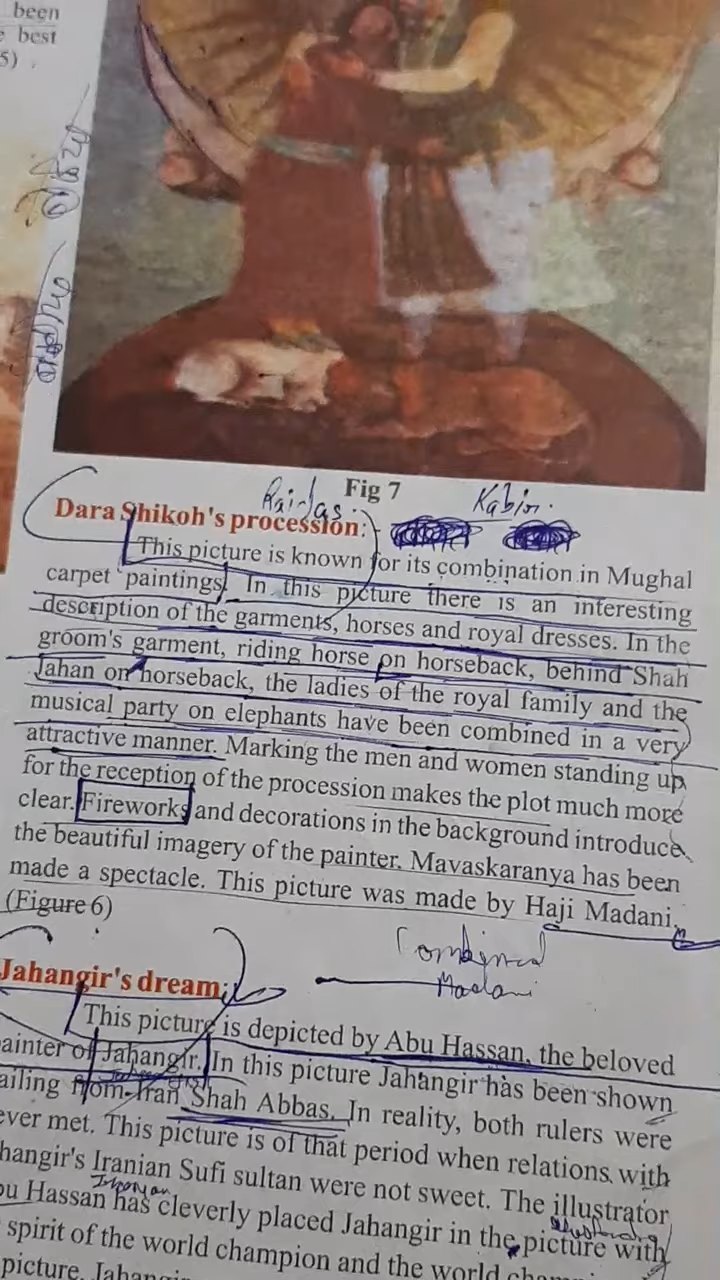 been
best
5)
Fig 7
Raidas
Kabir
Dara Shikoh's procession:
This picture is known for its combination in Mughal
carpet paintings. In this picture there is an interesting
description of the garments, horses and royal dresses. In the
groom's garment, riding horse on horseback, behind Shah
Jahan on horseback, the ladies of the royal family and the
musical party on elephants have been combined in a very
attractive manner. Marking the men and women standing up
for the reception of the procession makes the plot much more
clear. Fireworks and decorations in the background introduce
the beautiful imagery of the painter. Mavaskaranya has been
made a spectacle. This picture was made by Haji Madani.
(Figure 6)
Combined
Madani
Jahangir's dream:
This picture is depicted by Abu Hassan, the beloved
ainter of Jahangir. In this picture Jahangir has been shown
ailing from Iran Shah Abbas. In reality, both rulers were
ever met. This picture is of that period when relations with
hangir's Iranian Sufi sultan were not sweet. The illustrator
bu Hassan has cleverly placed Jahangir in the picture with
spirit of the world champion and the world
picture, Jahan